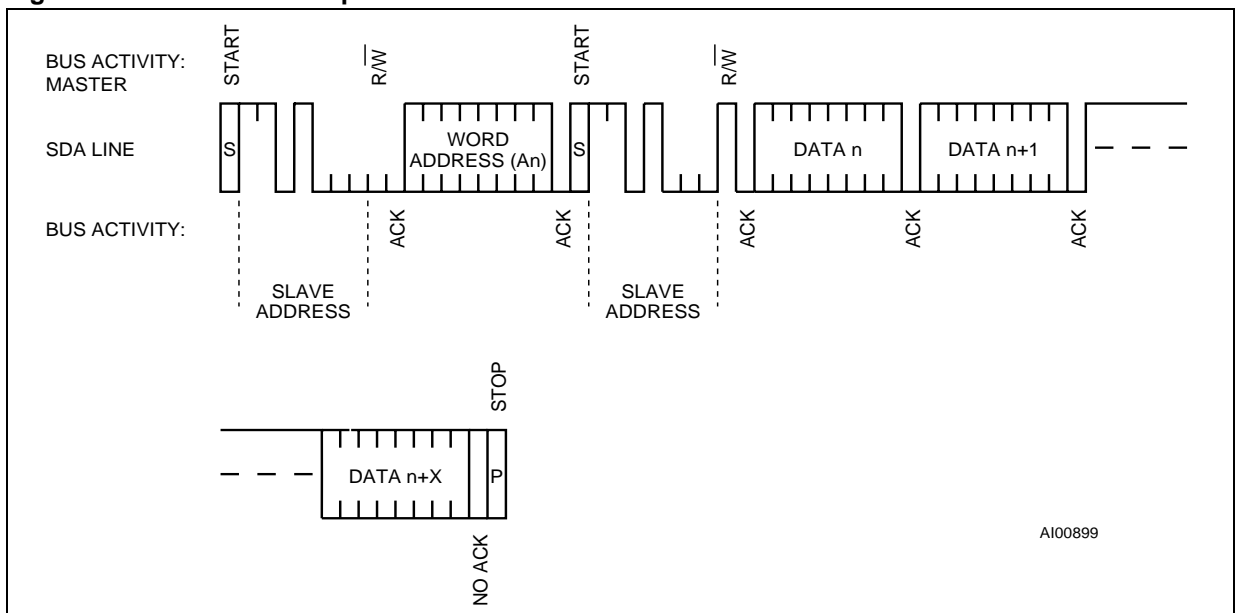 START
R/W
START
R/W
BUS ACTIVITY:
MASTER
SDA LINE
S
WORD
ADDRESS (An)
S
DATA n
DATA n+1
BUS ACTIVITY:
ACK
ACK
ACK
ACK
ACK
SLAVE
ADDRESS
SLAVE
ADDRESS
STOP
DATA n+X
P
NO ACK
AI00899